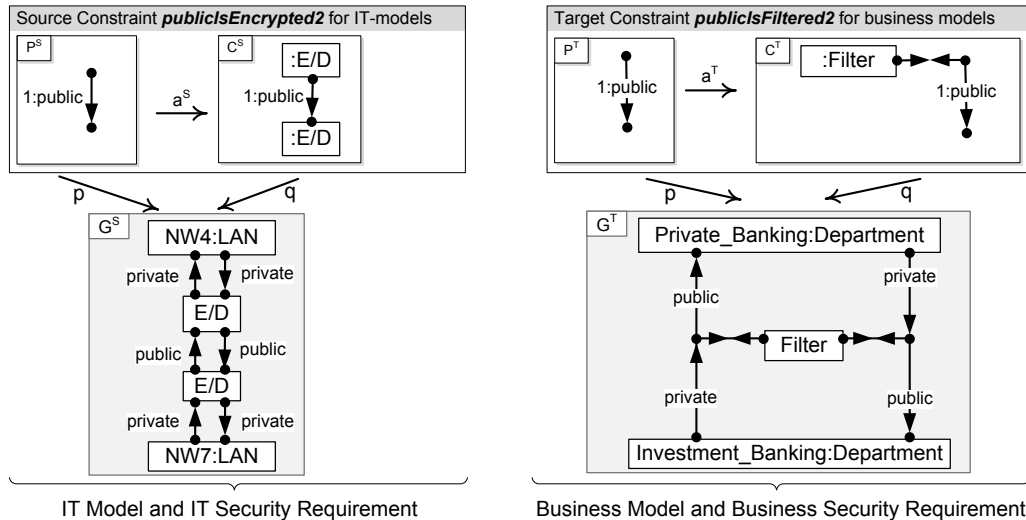 Source Constraint publicIsEncrypted2 for IT-models
P^S
1:public
a^S
C^S
:E/D
1:public
:E/D
p
q
G^S
NW4:LAN
private
private
E/D
public
public
E/D
private
private
NW7:LAN
IT Model and IT Security Requirement
Target Constraint publicIsFiltered2 for business models
P^T
1:public
a^T
C^T
:Filter
1:public
p
q
G^T
Private_Banking:Department
public
private
Filter
private
public
Investment_Banking:Department
Business Model and Business Security Requirement